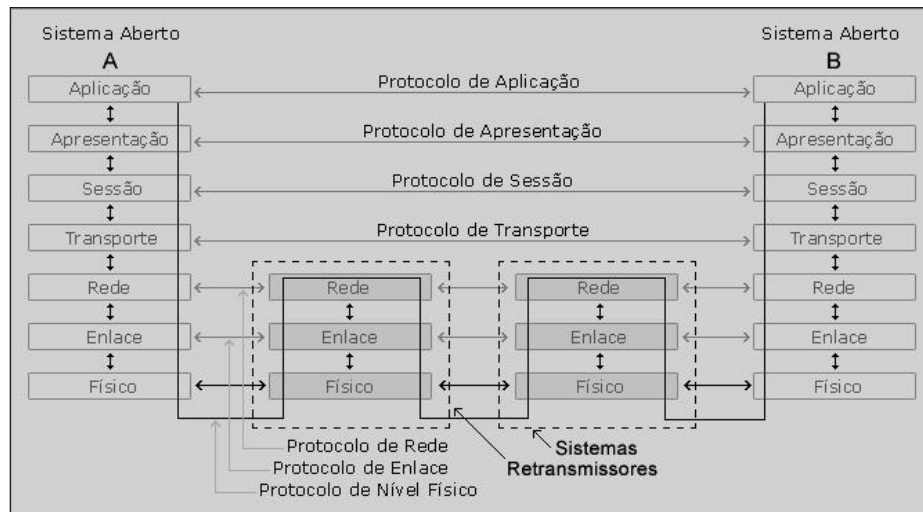 Sistema Aberto
A
Sistema Aberto
B
Aplicação
Protocolo de Aplicação
Aplicação
Apresentação
Protocolo de Apresentação
Apresentação
Sessão
Protocolo de Sessão
Sessão
Transporte
Protocolo de Transporte
Transporte
Rede
Rede
Rede
Rede
Enlace
Enlace
Enlace
Enlace
Físico
Físico
Físico
Físico
Protocolo de Rede
Protocolo de Enlace
Protocolo de Nível Físico
Sistemas
Retransmissores